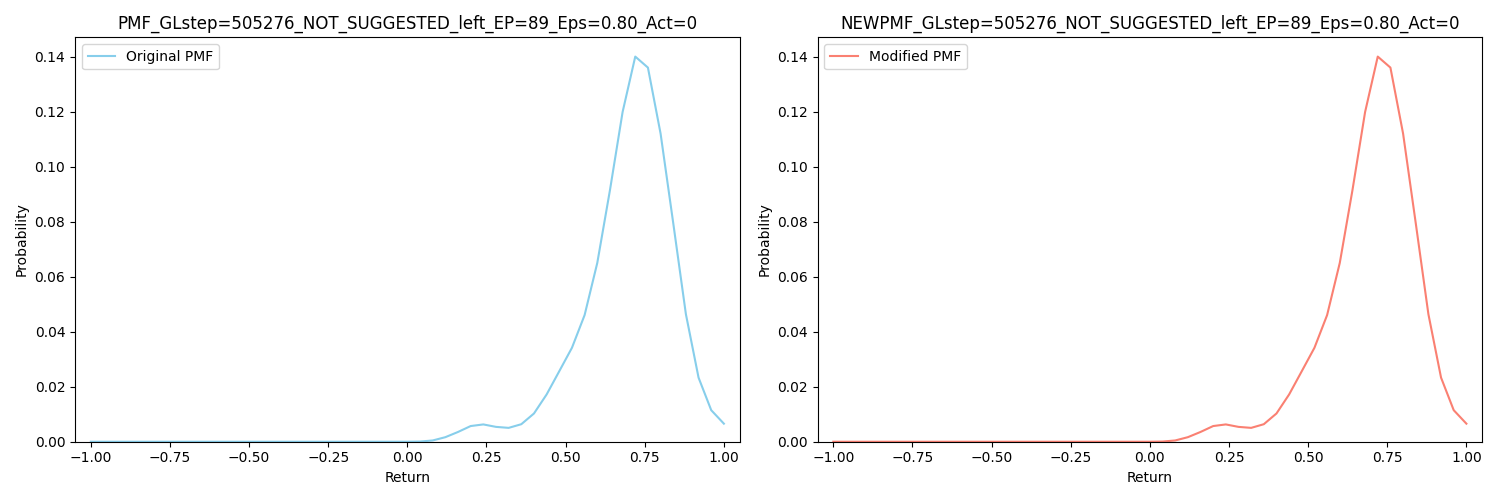 PMF_GLstep=505276_NOT_SUGGESTED_left_EP=89_Eps=0.80_Act=0
Original PMF
Probability
0.14
0.12
0.10
0.08
0.06
0.04
0.02
0.00
−1.00 −0.75 −0.50 −0.25 0.00 0.25 0.50 0.75 1.00
Return
NEWPMF_GLstep=505276_NOT_SUGGESTED_left_EP=89_Eps=0.80_Act=0
Modified PMF
Probability
0.14
0.12
0.10
0.08
0.06
0.04
0.02
0.00
−1.00 −0.75 −0.50 −0.25 0.00 0.25 0.50 0.75 1.00
Return